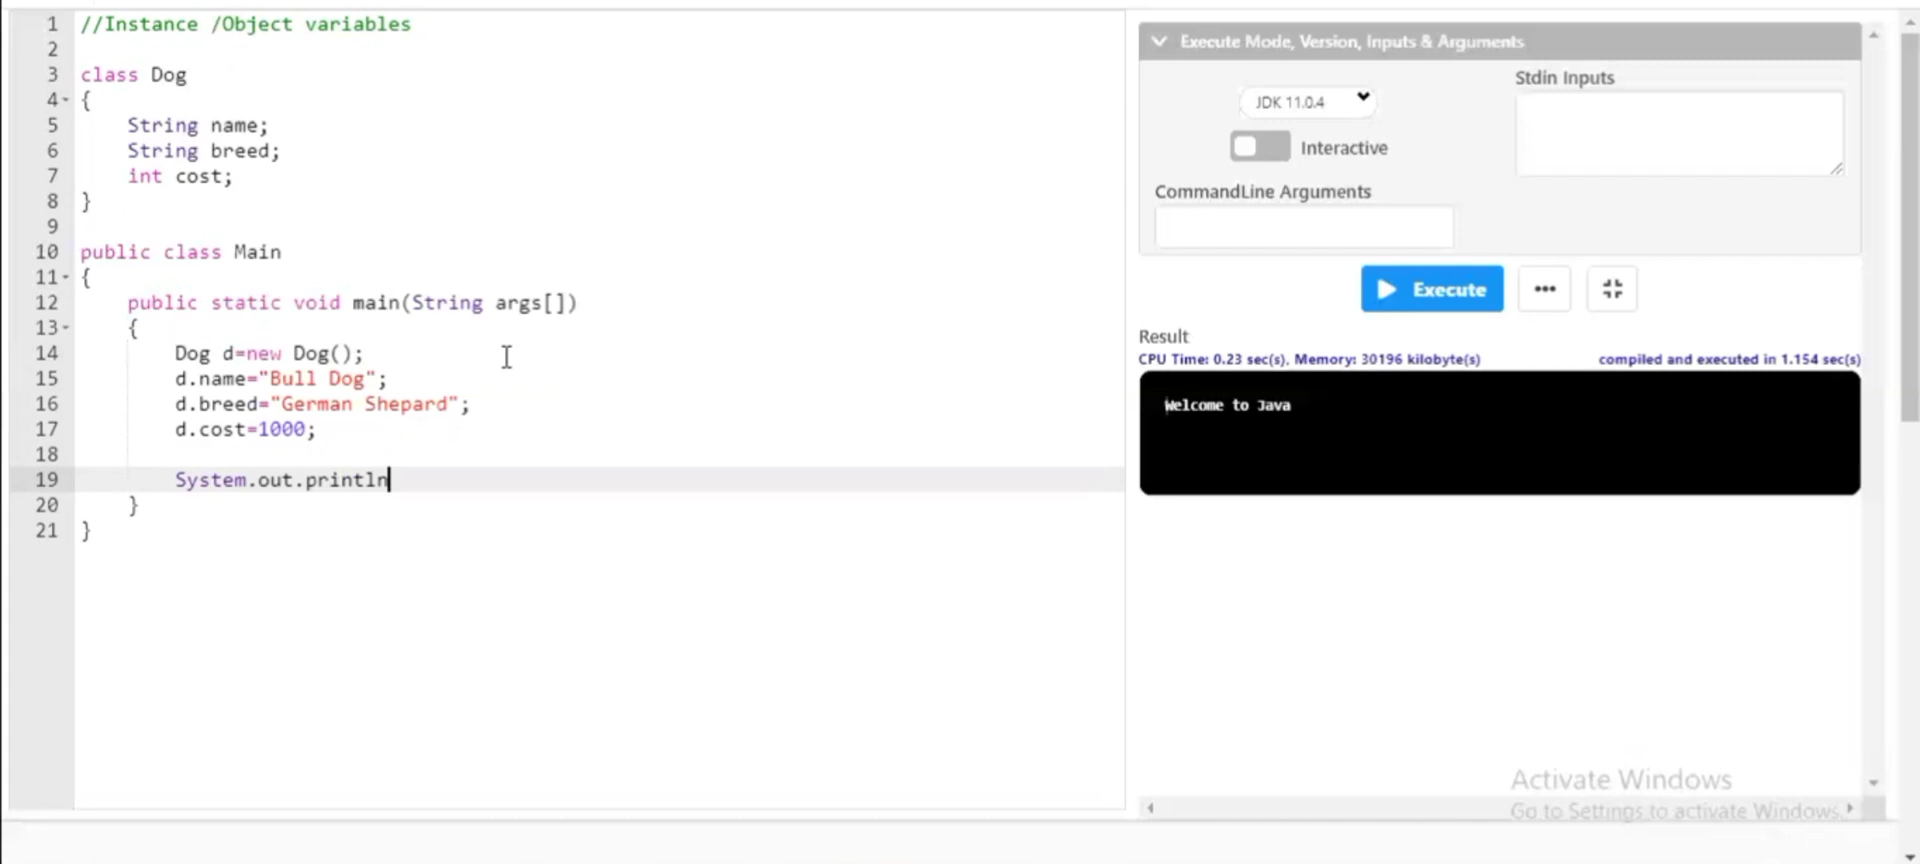 1 //Instance /Object variables
2
3 class Dog
4 {
5 String name;
6 String breed;
7 int cost;
8 }
9
10 public class Main
11 {
12 public static void main(String args[])
13 {
14 Dog d=new Dog();
15 d.name="Bull Dog";
16 d.breed="German Shepard";
17 d.cost=1000;
18
19 System.out.println
20 }
21 }
Execute Mode, Version, Inputs & Arguments
JDK 11.0.4
Stdin Inputs
Interactive
CommandLine Arguments
Execute
Result
CPU Time: 0.23 sec(s), Memory: 30196 kilobyte(s) compiled and executed in 1.154 sec(s)
Welcome to Java
Activate Windows
Go to Settings to activate Windows.